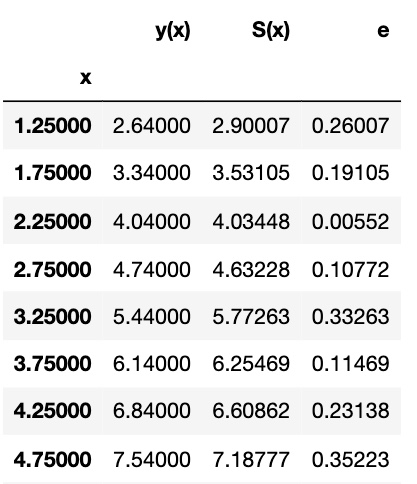 y(x) S(x) e
x
1.25000 2.64000 2.90007 0.26007
1.75000 3.34000 3.53105 0.19105
2.25000 4.04000 4.03448 0.00552
2.75000 4.74000 4.63228 0.10772
3.25000 5.44000 5.77263 0.33263
3.75000 6.14000 6.25469 0.11469
4.25000 6.84000 6.60862 0.23138
4.75000 7.54000 7.18777 0.35223